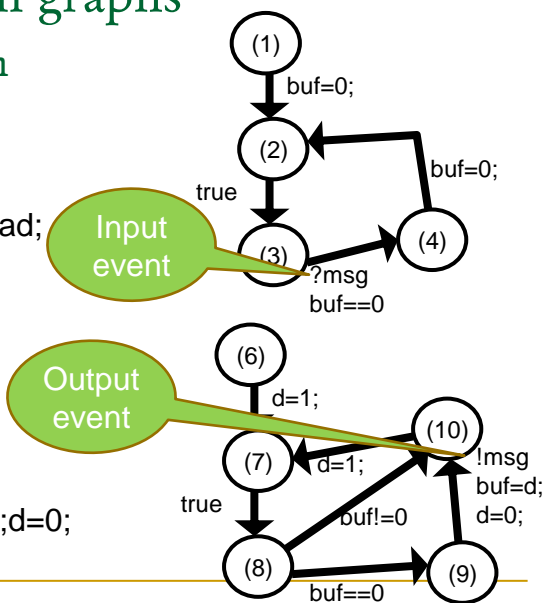 graphs
(1)
buf=0;
(2)
buf=0;
true
ad;
Input
event
(3)
(4)
?msg
buf==0
(6)
Output
event
d=1;
(10)
(7)
d=1;
!msg
buf=d;
d=0;
true
buf!=0
;d=0;
(8)
(9)
buf==0